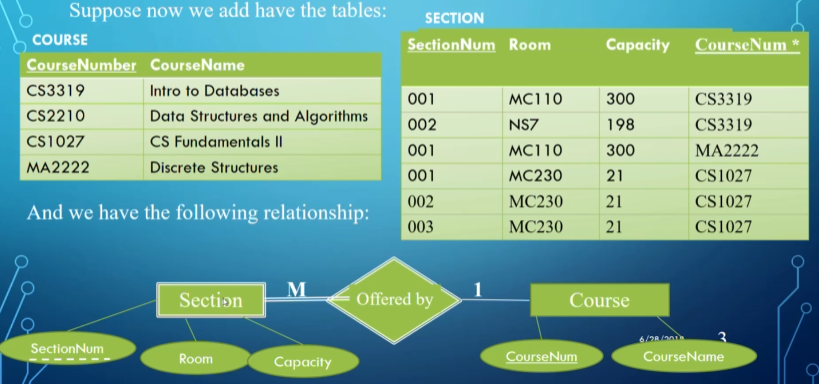 Suppose now we add have the tables:
COURSE
CourseNumber CourseName
CS3319 Intro to Databases
CS2210 Data Structures and Algorithms
CS1027 CS Fundamentals II
MA2222 Discrete Structures
SECTION
SectionNum Room Capacity CourseNum *
001 MC110 300 CS3319
002 NS7 198 CS3319
001 MC110 300 MA2222
001 MC230 21 CS1027
002 MC230 21 CS1027
003 MC230 21 CS1027
And we have the following relationship:
Section M Offered by 1 Course
SectionNum Room Capacity CourseNum CourseName
3